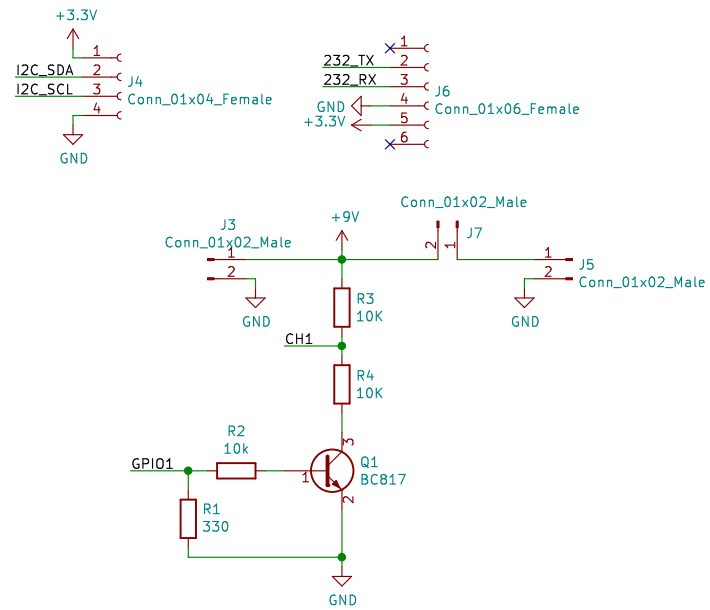 +3.3V
1
I2C_SDA 2
I2C_SCL 3
4
J4
Conn_01x04_Female
GND
1
232_TX 2
232_RX 3
GND 4
+3.3V 5
6
J6
Conn_01x06_Female
Conn_01x02_Male
J7
2 1
+9V
J3
Conn_01x02_Male
1
2
GND
1
2
J5
Conn_01x02_Male
GND
R3
10K
CH1
R4
10K
R2
10k
GPIO1
1
3
2
Q1
BC817
R1
330
GND